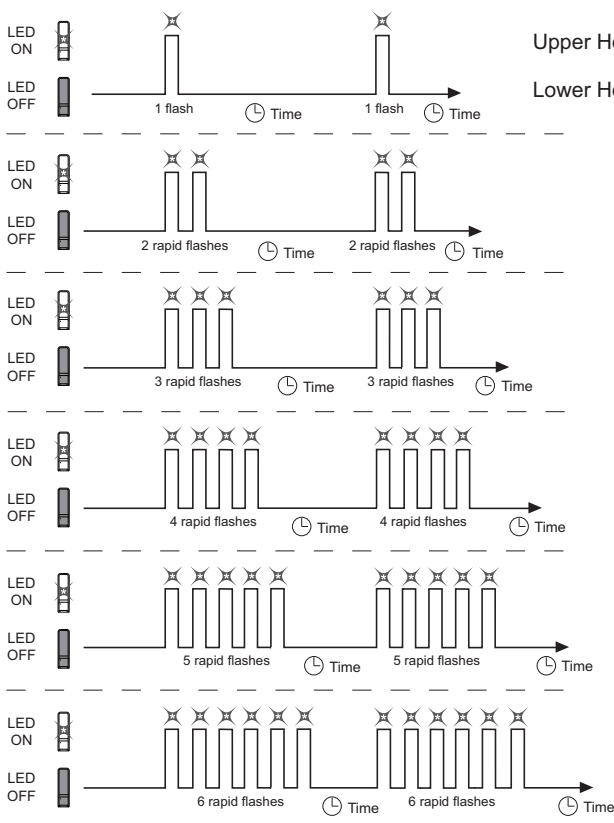 LED
ON
Upper H
LED
OFF
Lower H
1 flash
Time
1 flash
Time
LED
ON
LED
OFF
2 rapid flashes
Time
2 rapid flashes
Time
LED
ON
LED
OFF
3 rapid flashes
Time
3 rapid flashes
Time
LED
ON
LED
OFF
4 rapid flashes
Time
4 rapid flashes
Time
LED
ON
LED
OFF
5 rapid flashes
Time
5 rapid flashes
Time
LED
ON
LED
OFF
6 rapid flashes
Time
6 rapid flashes
Time